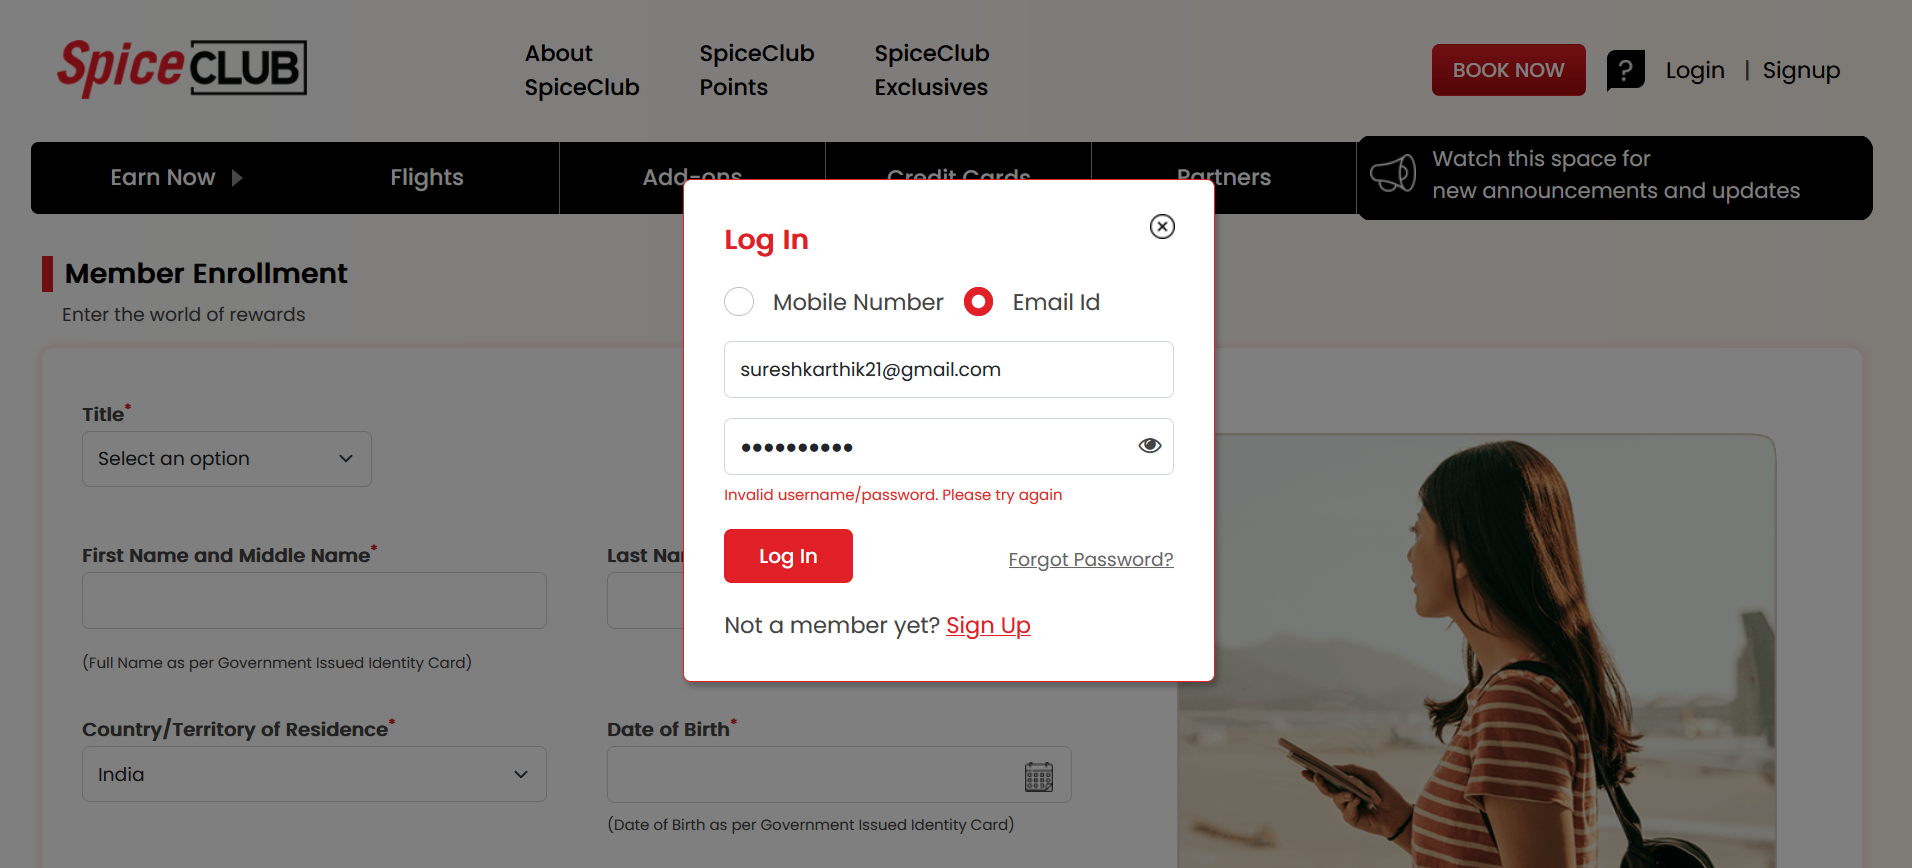 SpiceCLUB
About
SpiceClub
SpiceClub
Points
SpiceClub
Exclusives
BOOK NOW
?
Login | Signup
Earn Now
Flights
Add-ons
Credit Cards
Partners
Watch this space for
new announcements and updates
Member Enrollment
Enter the world of rewards
Log In
Mobile Number
Email Id
sureshkarthik21@gmail.com
••••••••••
Invalid username/password. Please try again
Log In
Forgot Password?
Not a member yet? Sign Up
Title*
Select an option
First Name and Middle Name*
Last Na
(Full Name as per Government Issued Identity Card)
Country/Territory of Residence*
India
Date of Birth*
(Date of Birth as per Government Issued Identity Card)